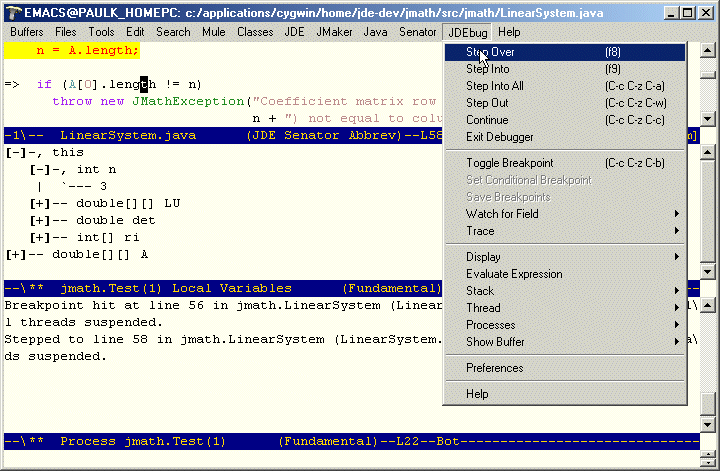 EMACS@PAULK_HOMEPC: c:/applications/cygwin/home/jde-dev/jmath/src/jmath/LinearSystem.java
Buffers Files Tools Edit Search Mule Classes JDE JMaker Java Senator JDEbug Help
n = A.length;
=> if (A[0].length != n)
throw new JMathException("Coefficient matrix row
n + ") not equal to colu
-1\-- LinearSystem.java (JDE Senator Abbrev)--L58
[-]-, this
[-]-, int n
| `--- 3
[+]-- double[][] LU
[+]-- double det
[+]-- int[] ri
[+]-- double[][] A
--\** jmath.Test(1) Local Variables (Fundamental)
Breakpoint hit at line 56 in jmath.LinearSystem (Linear
l\
l threads suspended.
Stepped to line 58 in jmath.LinearSystem (LinearSystem.
a\
ds suspended.
--\** Process jmath.Test(1) (Fundamental)--L22--Bot
Step Over (f8)
Step Into (f9)
Step Into All (C-c C-z C-a)
Step Out (C-c C-z C-w)
Continue (C-c C-z C-c)
Exit Debugger
Toggle Breakpoint (C-c C-z C-b)
Set Conditional Breakpoint
Save Breakpoints
Watch for Field
Trace
Display
Evaluate Expression
Stack
Thread
Processes
Show Buffer
Preferences
Help